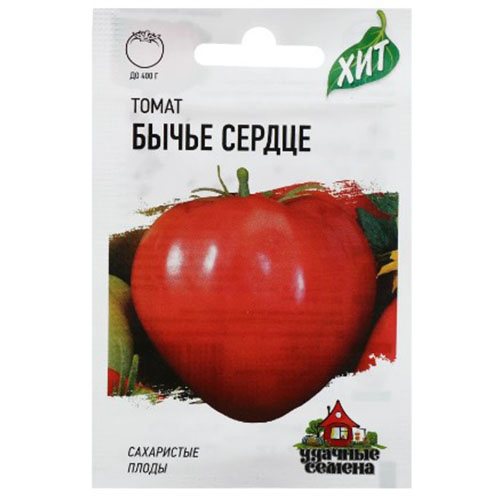 ДО 400 Г
ХИТ
ТОМАТ
БЫЧЬЕ СЕРДЦЕ
САХАРИСТЫЕ
ПЛОДЫ
удачные
семена